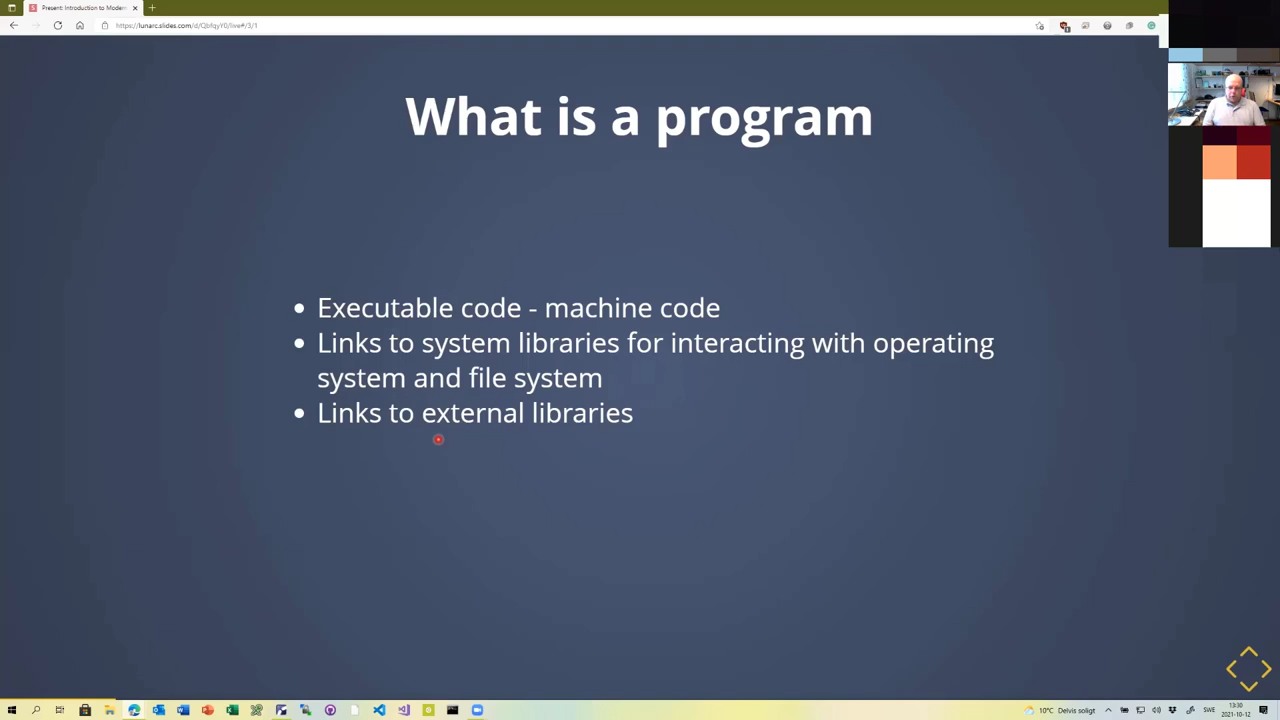 Present: Introduction to Modern
https://lunarc.slides.com/d/QbfqyY0/live#/3/1
What is a program
Executable code - machine code
Links to system libraries for interacting with operating
system and file system
Links to external libraries
10°C Delvis soligt
SWE
13:30
2021-10-12